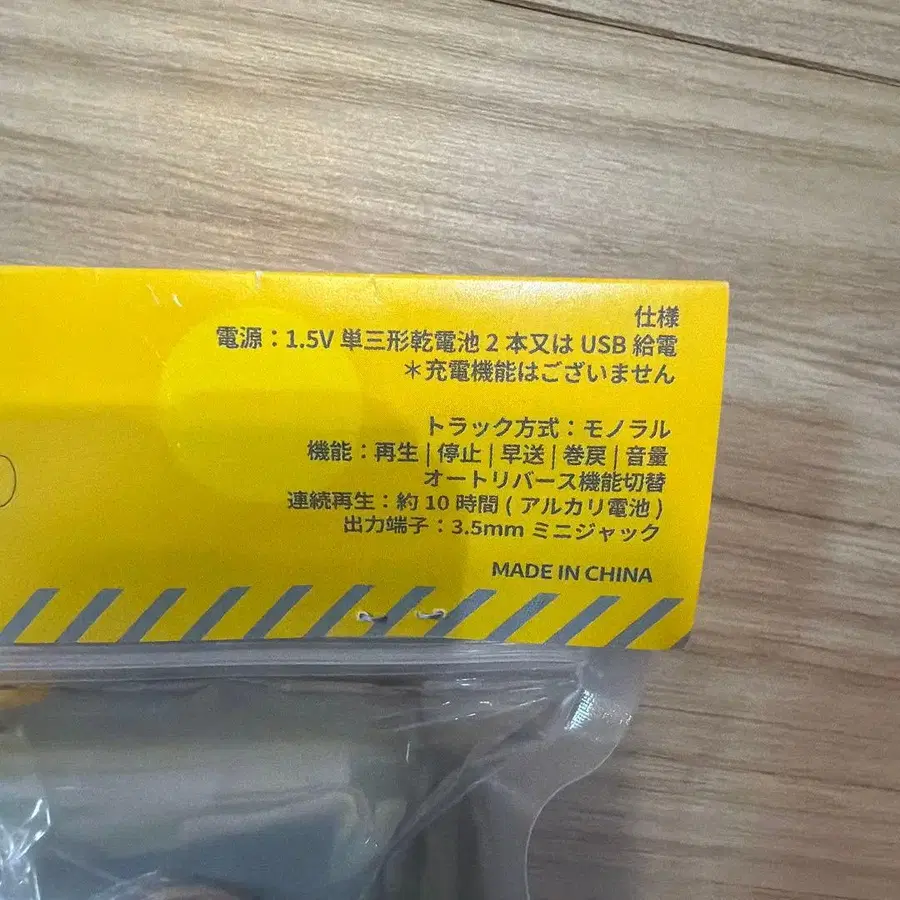 仕様
電源：1.5V 単三形乾電池 2 本又は USB 給電
＊充電機能はございません
トラック方式：モノラル
機能：再生 | 停止 | 早送 | 巻戻 | 音量
オートリバース機能切替
連続再生：約 10 時間 ( アルカリ電池 )
出力端子：3.5mm ミニジャック
MADE IN CHINA